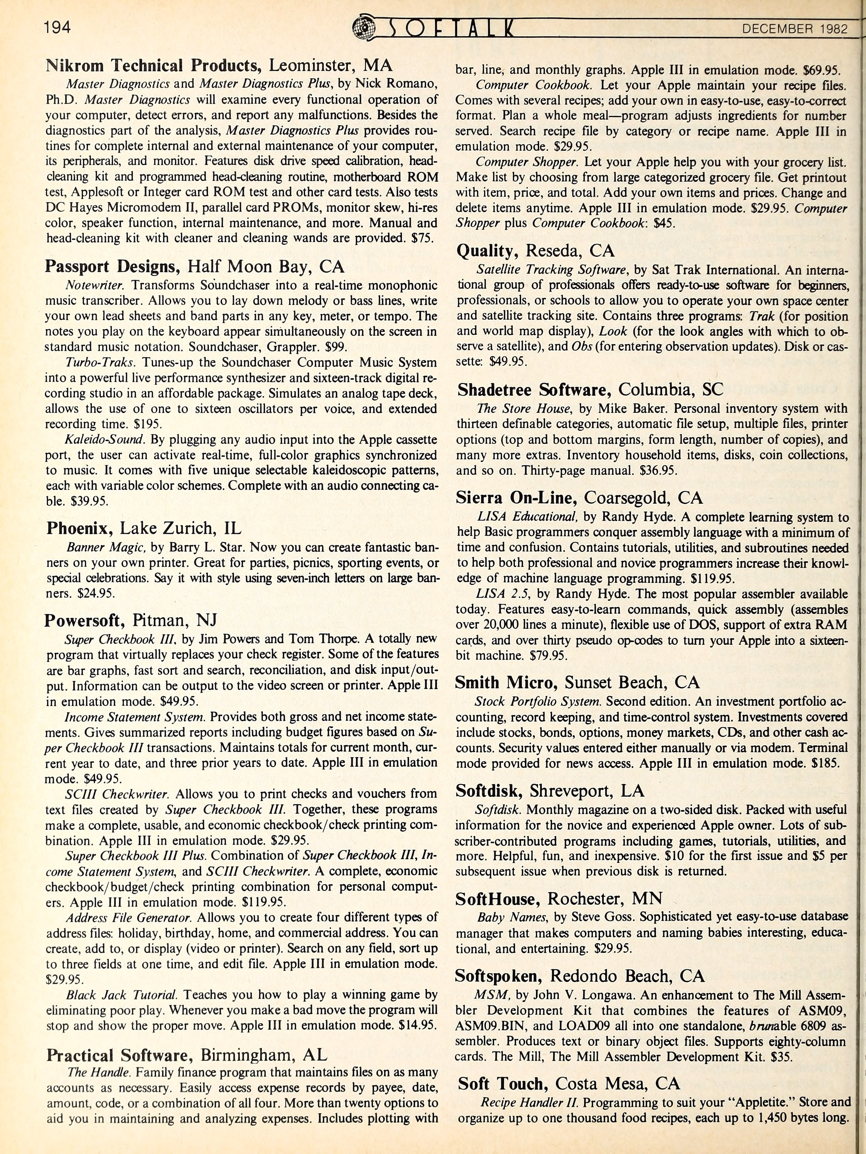 194
SOFTALK
DECEMBER 1982
Nikrom Technical Products, Leominster, MA
Master Diagnostics and Master Diagnostics Plus, by Nick Romano,
Ph.D. Master Diagnostics will examine every functional operation of
your computer, detect errors, and report any malfunctions. Besides the
diagnostics part of the analysis, Master Diagnostics Plus provides rou-
tines for complete internal and external maintenance of your computer,
its peripherals, and monitor. Features disk drive speed calibration, head-
cleaning kit and programmed head-cleaning routine, motherboard ROM
test, Applesoft or Integer card ROM test and other card tests. Also tests
DC Hayes Micromodem II, parallel card PROMs, monitor skew, hi-res
color, speaker function, internal maintenance, and more. Manual and
head-cleaning kit with cleaner and cleaning wands are provided. $75.
Passport Designs, Half Moon Bay, CA
Notewriter. Transforms Soundchaser into a real-time monophonic
music transcriber. Allows you to lay down melody or bass lines, write
your own lead sheets and band parts in any key, meter, or tempo. The
notes you play on the keyboard appear simultaneously on the screen in
standard music notation. Soundchaser, Grappler. $99.
Turbo-Traks. Tunes-up the Soundchaser Computer Music System
into a powerful live performance synthesizer and sixteen-track digital re-
cording studio in an affordable package. Simulates an analog tape deck,
allows the use of one to sixteen oscillators per voice, and extended
recording time. $195.
Kaleido-Sound. By plugging any audio input into the Apple cassette
port, the user can activate real-time, full-color graphics synchronized
to music. It comes with five unique selectable kaleidoscopic patterns,
each with variable color schemes. Complete with an audio connecting ca-
ble. $39.95.
Phoenix, Lake Zurich, IL
Banner Magic, by Barry L. Star. Now you can create fantastic ban-
ners on your own printer. Great for parties, picnics, sporting events, or
special celebrations. Say it with style using seven-inch letters on large ban-
ners. $24.95.
Powersoft, Pitman, NJ
Super Checkbook III, by Jim Powers and Tom Thorpe. A totally new
program that virtually replaces your check register. Some of the features
are bar graphs, fast sort and search, reconciliation, and disk input/out-
put. Information can be output to the video screen or printer. Apple III
in emulation mode. $49.95.
Income Statement System. Provides both gross and net income state-
ments. Gives summarized reports including budget figures based on Su-
per Checkbook III transactions. Maintains totals for current month, cur-
rent year to date, and three prior years to date. Apple III in emulation
mode. $49.95.
SCIII Checkwriter. Allows you to print checks and vouchers from
text files created by Super Checkbook III. Together, these programs
make a complete, usable, and economic checkbook/check printing com-
bination. Apple III in emulation mode. $29.95.
Super Checkbook III Plus. Combination of Super Checkbook III, In-
come Statement System, and SCIII Checkwriter. A complete, economic
checkbook/budget/check printing combination for personal comput-
ers. Apple III in emulation mode. $119.95.
Address File Generator. Allows you to create four different types of
address files: holiday, birthday, home, and commercial address. You can
create, add to, or display (video or printer). Search on any field, sort up
to three fields at one time, and edit file. Apple III in emulation mode.
$29.95.
Black Jack Tutorial. Teaches you how to play a winning game by
eliminating poor play. Whenever you make a bad move the program will
stop and show the proper move. Apple III in emulation mode. $14.95.
Practical Software, Birmingham, AL
The Handle. Family finance program that maintains files on as many
accounts as necessary. Easily access expense records by payee, date,
amount, code, or a combination of all four. More than twenty options to
aid you in maintaining and analyzing expenses. Includes plotting with
bar, line, and monthly graphs. Apple III in emulation mode. $69.95.
Computer Cookbook. Let your Apple maintain your recipe files.
Comes with several recipes; add your own in easy-to-use, easy-to-correct
format. Plan a whole meal—program adjusts ingredients for number
served. Search recipe file by category or recipe name. Apple III in
emulation mode. $29.95.
Computer Shopper. Let your Apple help you with your grocery list.
Make list by choosing from large categorized grocery file. Get printout
with item, price, and total. Add your own items and prices. Change and
delete items anytime. Apple III in emulation mode. $29.95. Computer
Shopper plus Computer Cookbook: $45.
Quality, Reseda, CA
Satellite Tracking Software, by Sat Trak International. An interna-
tional group of professionals offers ready-to-use software for beginners,
professionals, or schools to allow you to operate your own space center
and satellite tracking site. Contains three programs: Trak (for position
and world map display), Look (for the look angles with which to ob-
serve a satellite), and Obs (for entering observation updates). Disk or cas-
sette: $49.95.
Shadetree Software, Columbia, SC
The Store House, by Mike Baker. Personal inventory system with
thirteen definable categories, automatic file setup, multiple files, printer
options (top and bottom margins, form length, number of copies), and
many more extras. Inventory household items, disks, coin collections,
and so on. Thirty-page manual. $36.95.
Sierra On-Line, Coarsegold, CA
LISA Educational, by Randy Hyde. A complete learning system to
help Basic programmers conquer assembly language with a minimum of
time and confusion. Contains tutorials, utilities, and subroutines needed
to help both professional and novice programmers increase their knowl-
edge of machine language programming. $119.95.
LISA 2.5, by Randy Hyde. The most popular assembler available
today. Features easy-to-learn commands, quick assembly (assembles
over 20,000 lines a minute), flexible use of DOS, support of extra RAM
cards, and over thirty pseudo op-codes to turn your Apple into a sixteen-
bit machine. $79.95.
Smith Micro, Sunset Beach, CA
Stock Portfolio System. Second edition. An investment portfolio ac-
counting, record keeping, and time-control system. Investments covered
include stocks, bonds, options, money markets, CDs, and other cash ac-
counts. Security values entered either manually or via modem. Terminal
mode provided for news access. Apple III in emulation mode. $185.
Softdisk, Shreveport, LA
Softdisk. Monthly magazine on a two-sided disk. Packed with useful
information for the novice and experienced Apple owner. Lots of sub-
scriber-contributed programs including games, tutorials, utilities, and
more. Helpful, fun, and inexpensive. $10 for the first issue and $5 per
subsequent issue when previous disk is returned.
SoftHouse, Rochester, MN
Baby Names, by Steve Goss. Sophisticated yet easy-to-use database
manager that makes computers and naming babies interesting, educa-
tional, and entertaining. $29.95.
Softspoken, Redondo Beach, CA
MSM, by John V. Longawa. An enhancement to The Mill Assem-
bler Development Kit that combines the features of ASM09,
ASM09.BIN, and LOAD09 all into one standalone, brunable 6809 as-
sembler. Produces text or binary object files. Supports eighty-column
cards. The Mill, The Mill Assembler Development Kit. $35.
Soft Touch, Costa Mesa, CA
Recipe Handler II. Programming to suit your "Appletite." Store and
organize up to one thousand food recipes, each up to 1,450 bytes long.